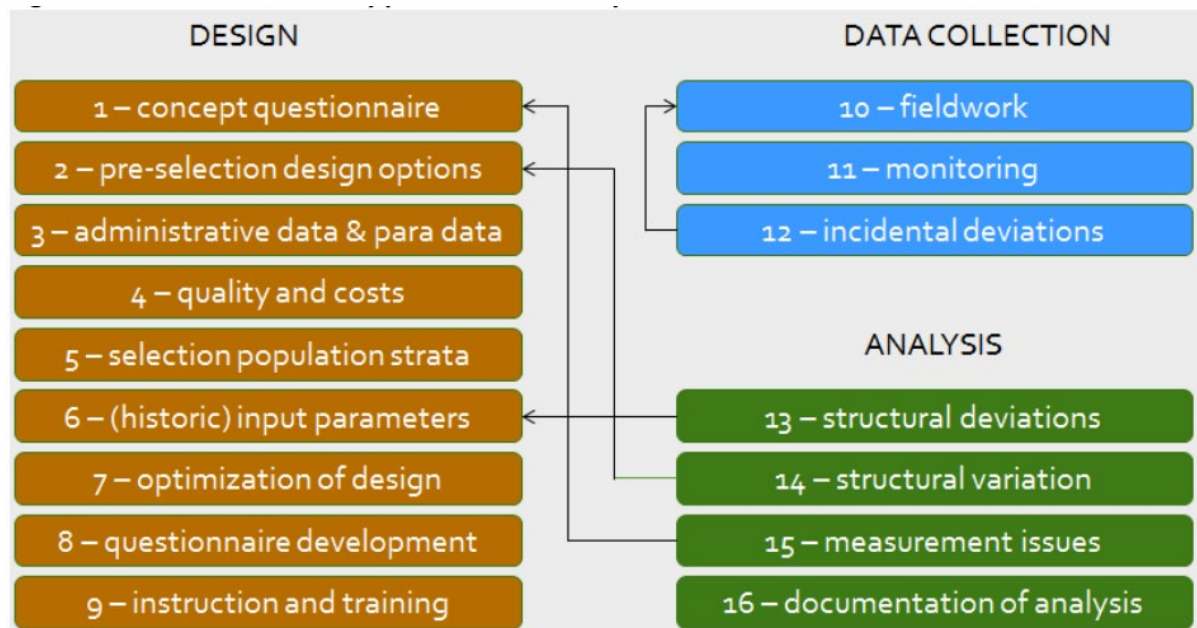 DESIGN
1 – concept questionnaire
2 – pre-selection design options
3 – administrative data & para data
4 – quality and costs
5 – selection population strata
6 – (historic) input parameters
7 – optimization of design
8 – questionnaire development
9 – instruction and training
DATA COLLECTION
10 – fieldwork
11 – monitoring
12 – incidental deviations
ANALYSIS
13 – structural deviations
14 – structural variation
15 – measurement issues
16 – documentation of analysis